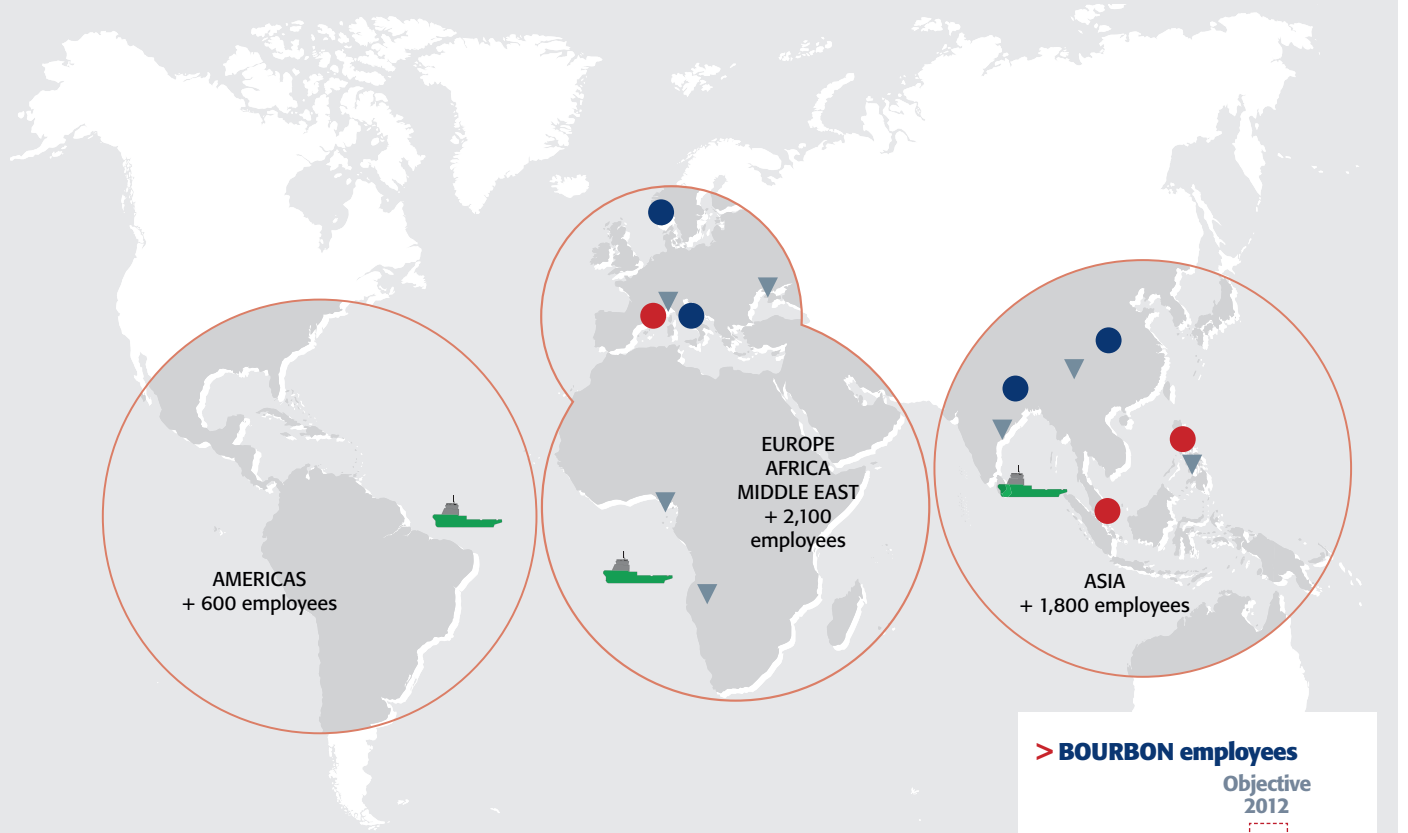 EUROPE
AFRICA
MIDDLE EAST
+ 2,100
employees
AMERICAS
+ 600 employees
ASIA
+ 1,800 employees
> BOURBON employees
Objective
2012